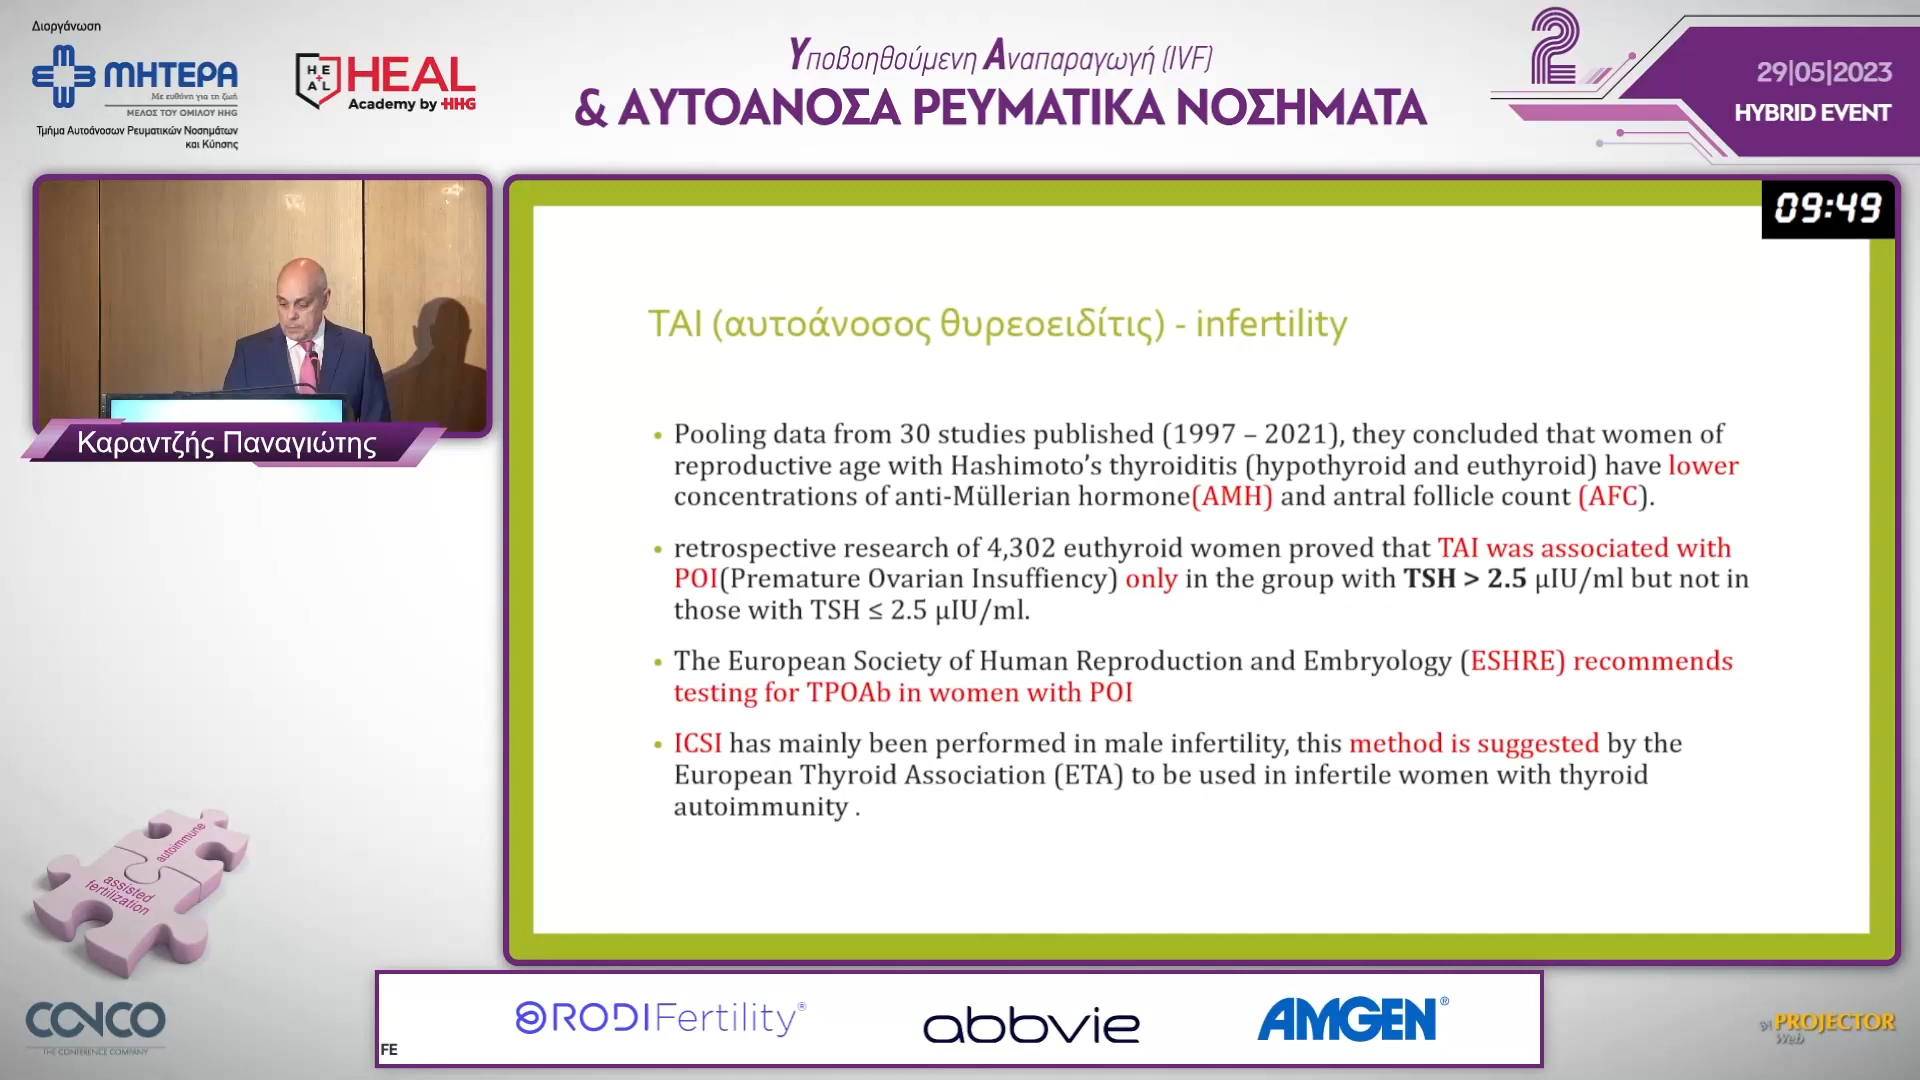 Διοργάνωση
ΜΗΤΕΡΑ
Με ευθύνη για τη ζωή
ΜΕΛΟΣ ΤΟΥ ΟΜΙΛΟΥ HHG
Τμήμα Αυτοάνοσων Ρευματικών Νοσημάτων
και Κύησης
HE
AL
HEAL
Academy by HHG
Υποβοηθούμενη Αναπαραγωγή (IVF)
& ΑΥΤΟΑΝΟΣΑ ΡΕΥΜΑΤΙΚΑ ΝΟΣΗΜΑΤΑ
2
29|05|2023
HYBRID EVENT
09:49
Καραντζής Παναγιώτης
TAI (αυτοάνοσος θυρεοειδίτις) - infertility
• Pooling data from 30 studies published (1997 – 2021), they concluded that women of
reproductive age with Hashimoto’s thyroiditis (hypothyroid and euthyroid) have lower
concentrations of anti-Müllerian hormone(AMH) and antral follicle count (AFC).
• retrospective research of 4,302 euthyroid women proved that TAI was associated with
POI(Premature Ovarian Insuffiency) only in the group with TSH > 2.5 μIU/ml but not in
those with TSH ≤ 2.5 μIU/ml.
• The European Society of Human Reproduction and Embryology (ESHRE) recommends
testing for TPOAb in women with POI
• ICSI has mainly been performed in male infertility, this method is suggested by the
European Thyroid Association (ETA) to be used in infertile women with thyroid
autoimmunity .
autoimmune
assisted
fertilization
CONCO
THE CONFERENCE COMPANY
FE
RODIFertility®
abbvie
AMGEN®
PROJECTOR
Web